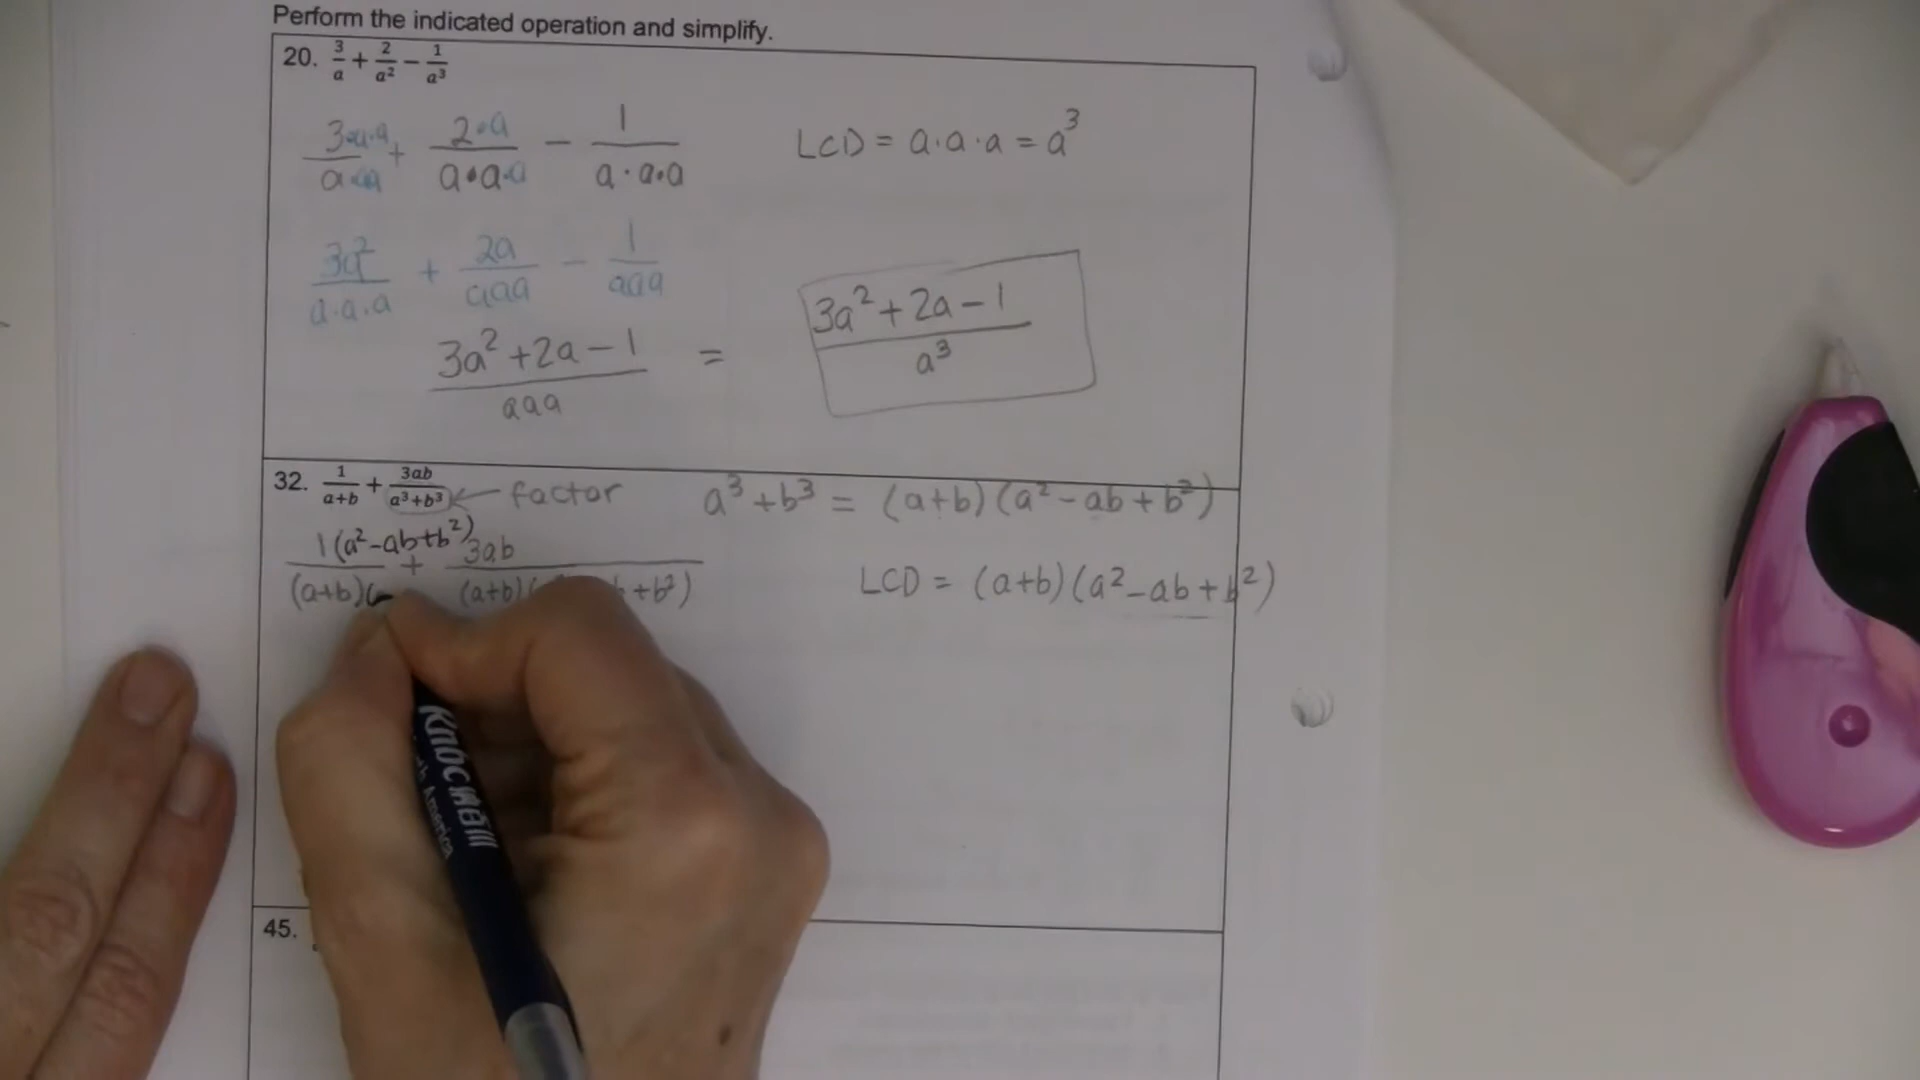 Perform the indicated operation and simplify.
20. 3/a + 2/a² − 1/a³
3·a·a/a·a·a + 2·a/a·a·a − 1/a·a·a
LCD = a·a·a = a³
3a²/a·a·a + 2a/aaa − 1/aaa
3a² + 2a − 1/aaa =
3a² + 2a − 1/a³
32. 1/a+b + 3ab/a³+b³ ← factor
a³ + b³ = (a+b)(a² − ab + b²)
1(a² − ab + b²)/(a+b)( + 3ab/(a+b)( + b²)
LCD = (a+b)(a² − ab + b²)
45.
America